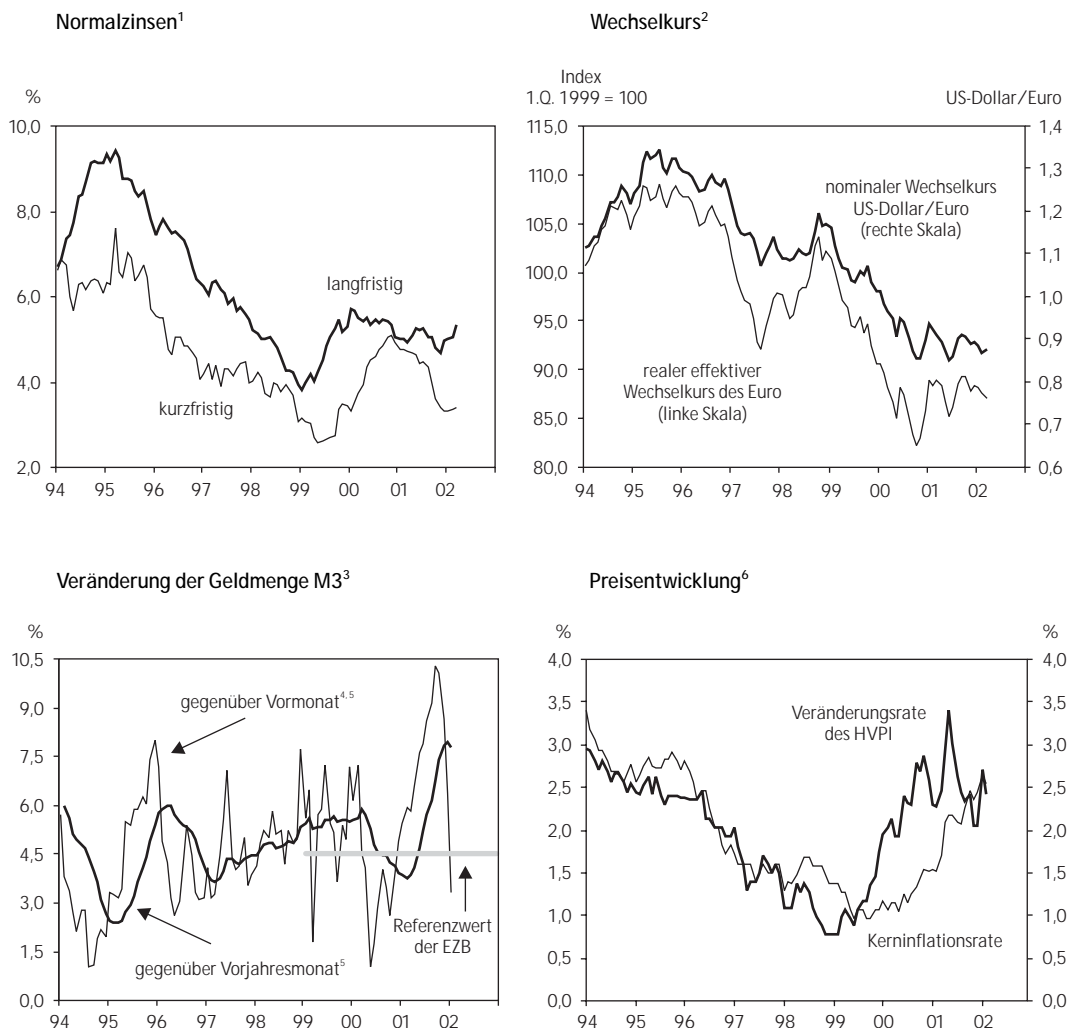 Normalzinsen1
%
10,0
8,0
6,0
4,0
2,0
langfristig
kurzfristig
94 95 96 97 98 99 00 01 02
Wechselkurs2
Index
1.Q. 1999 = 100
US-Dollar/Euro
115,0
110,0
105,0
100,0
95,0
90,0
85,0
80,0
1,4
1,3
1,2
1,1
1,0
0,9
0,8
0,7
0,6
nominaler Wechselkurs
US-Dollar/Euro
(rechte Skala)
realer effektiver
Wechselkurs des Euro
(linke Skala)
94 95 96 97 98 99 00 01 02
Veränderung der Geldmenge M33
%
10,5
9,0
7,5
6,0
4,5
3,0
1,5
0,0
gegenüber Vormonat4,5
Referenzwert
der EZB
gegenüber Vorjahresmonat5
94 95 96 97 98 99 00 01 02
Preisentwicklung6
%
%
4,0
3,5
3,0
2,5
2,0
1,5
1,0
0,5
0,0
4,0
3,5
3,0
2,5
2,0
1,5
1,0
0,5
0,0
Veränderungsrate
des HVPI
Kerninflationsrate
94 95 96 97 98 99 00 01 02